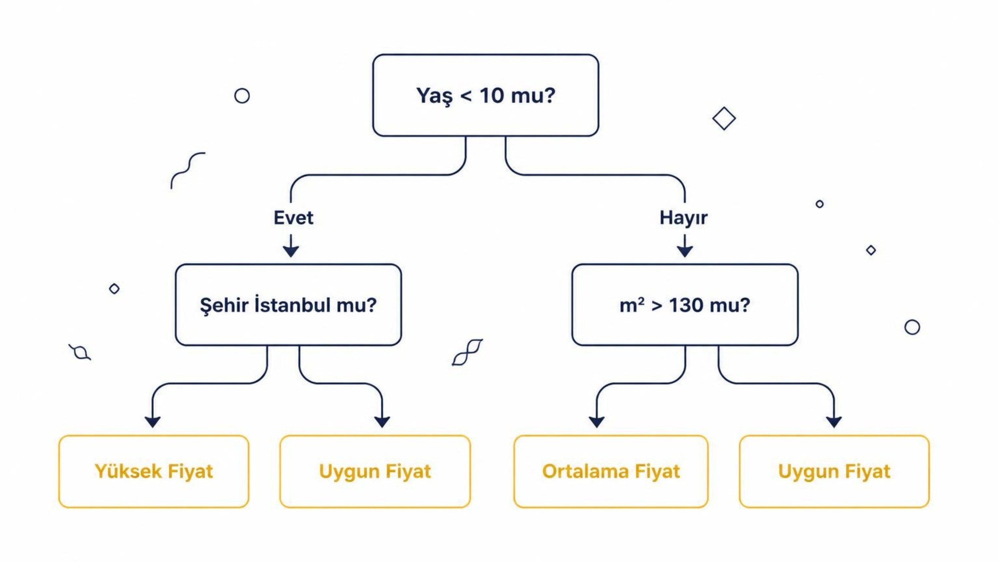 Yaş < 10 mu?
Evet
Hayır
Şehir İstanbul mu?
m² > 130 mu?
Yüksek Fiyat
Uygun Fiyat
Ortalama Fiyat
Uygun Fiyat